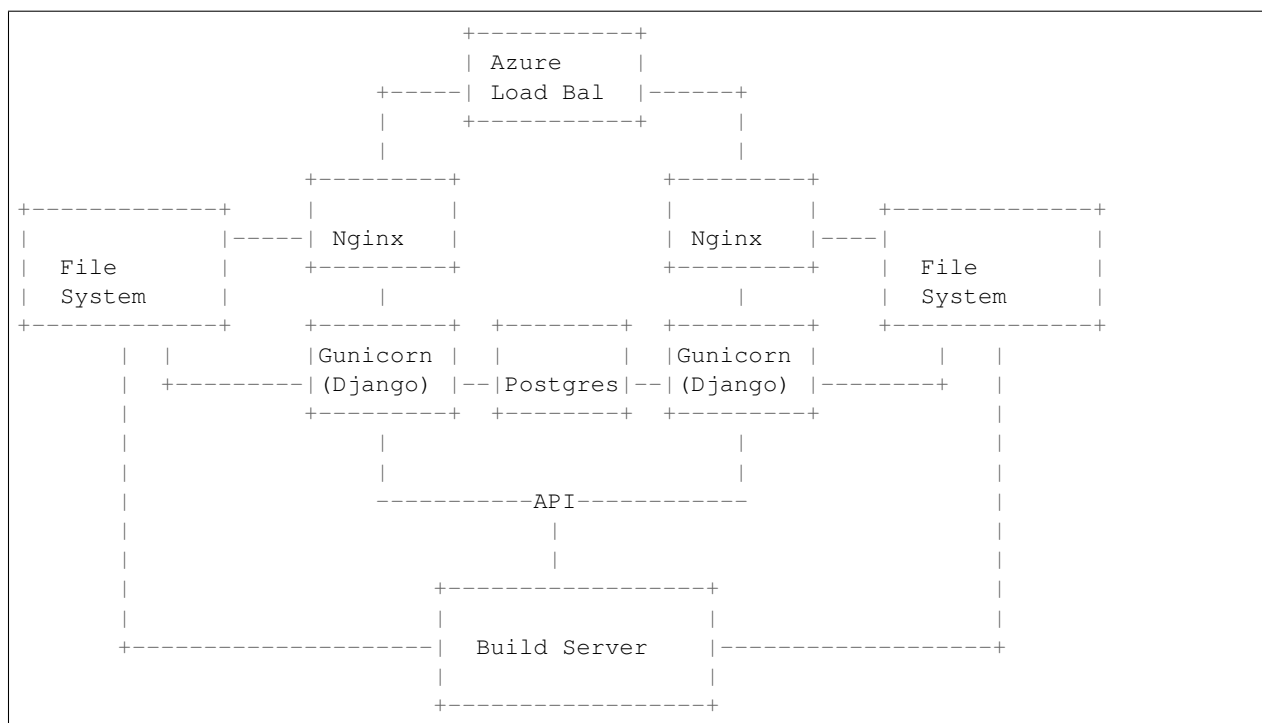 Azure
Load Bal
Nginx Nginx
File File
System System
Gunicorn Gunicorn
(Django) Postgres (Django)
API
Build Server